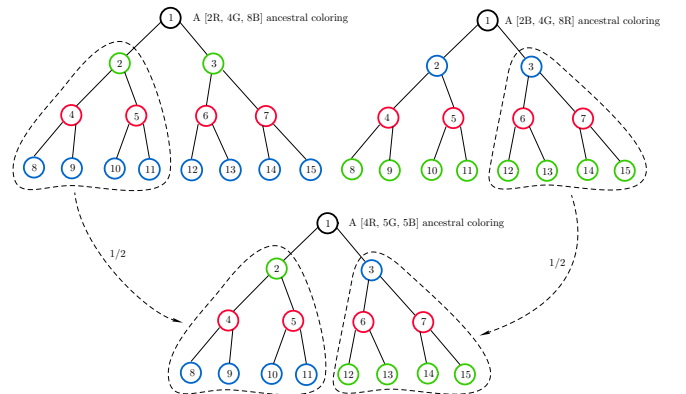 A [2R, 4G, 8B] ancestral coloring
1
2 3
4 5 6 7
8 9 10 11 12 13 14 15
A [2B, 4G, 8R] ancestral coloring
1
2 3
4 5 6 7
8 9 10 11 12 13 14 15
1/2
1/2
A [4R, 5G, 5B] ancestral coloring
1
2 3
4 5 6 7
8 9 10 11 12 13 14 15